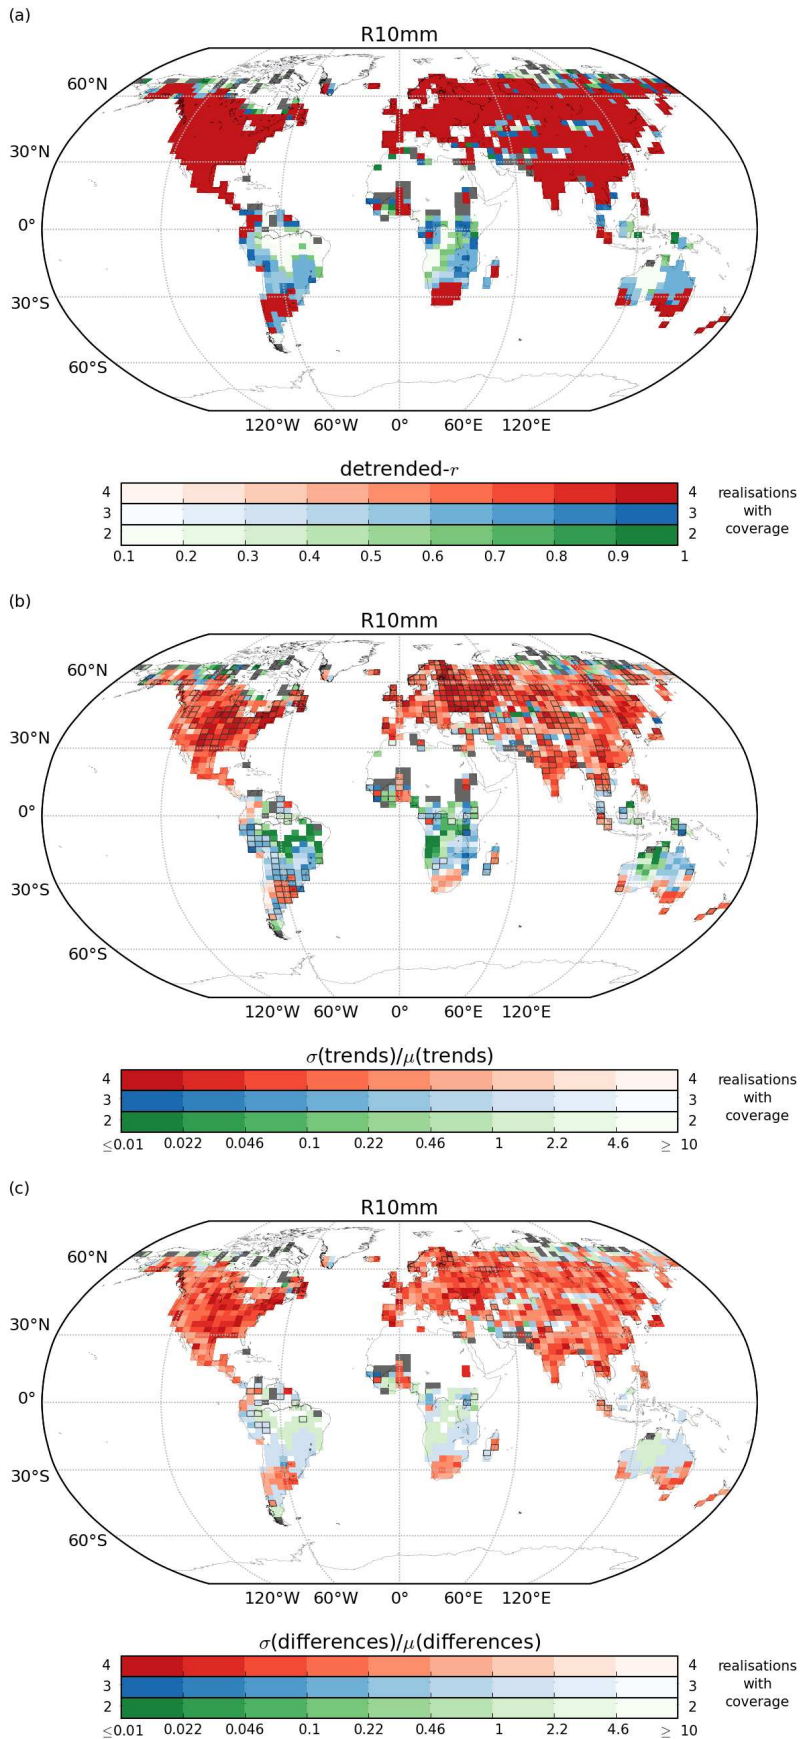 (a)
R10mm
60°N
30°N
0°
30°S
60°S
120°W 60°W 0° 60°E 120°E
detrended-r
4 4 realisations
3 3 with
2 2 coverage
0.1 0.2 0.3 0.4 0.5 0.6 0.7 0.8 0.9 1
(b)
R10mm
60°N
30°N
0°
30°S
60°S
120°W 60°W 0° 60°E 120°E
σ(trends)/μ(trends)
4 4 realisations
3 3 with
2 2 coverage
≤0.01 0.022 0.046 0.1 0.22 0.46 1 2.2 4.6 ≥ 10
(c)
R10mm
60°N
30°N
0°
30°S
60°S
120°W 60°W 0° 60°E 120°E
σ(differences)/μ(differences)
4 4 realisations
3 3 with
2 2 coverage
≤0.01 0.022 0.046 0.1 0.22 0.46 1 2.2 4.6 ≥ 10